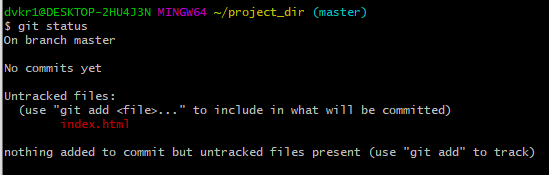 dvkr1@DESKTOP-2HU4J3N MINGW64 ~/project_dir (master)
$ git status
On branch master
No commits yet
Untracked files:
(use "git add <file>..." to include in what will be committed)
index.html
nothing added to commit but untracked files present (use "git add" to track)